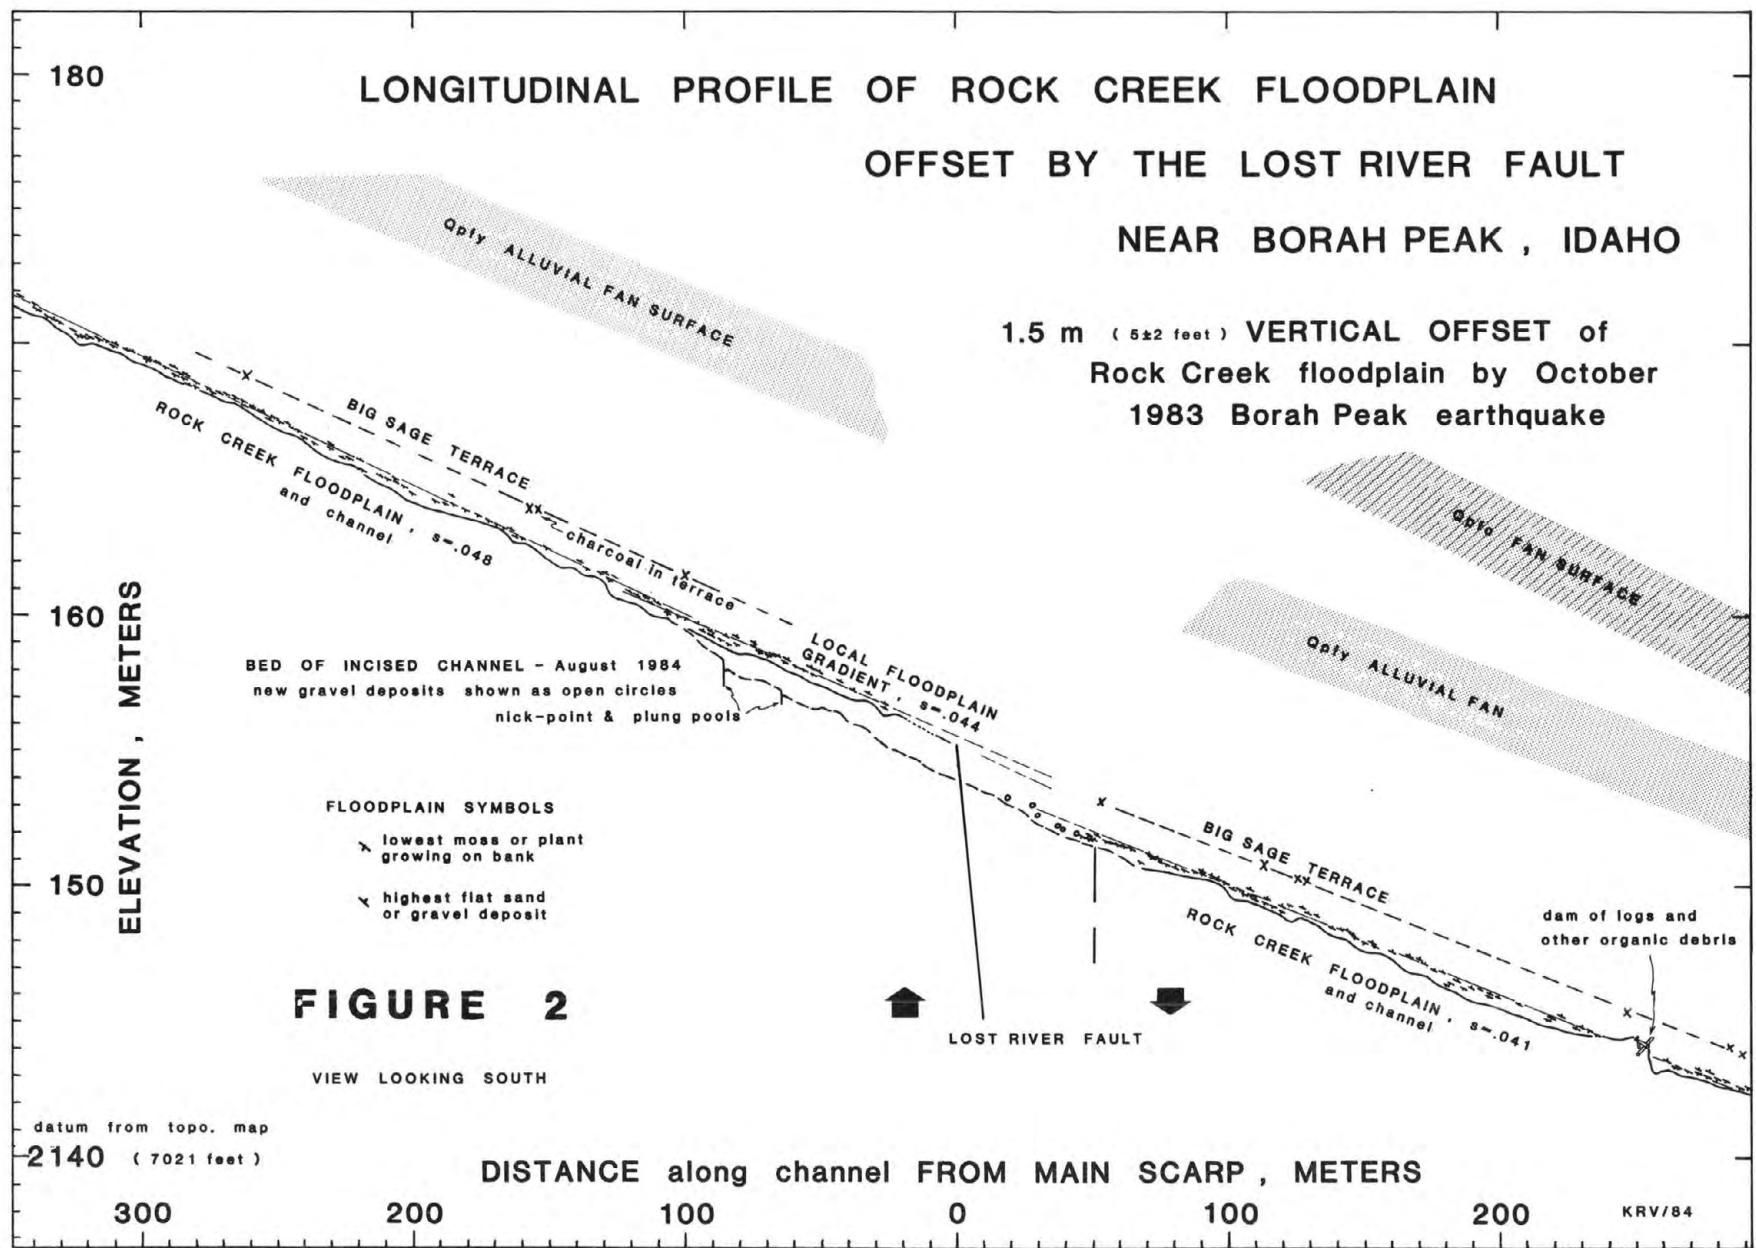 180
LONGITUDINAL PROFILE OF ROCK CREEK FLOODPLAIN
OFFSET BY THE LOST RIVER FAULT
NEAR BORAH PEAK , IDAHO
1.5 m ( 5±2 feet ) VERTICAL OFFSET of
Rock Creek floodplain by October
1983 Borah Peak earthquake
Qpfy ALLUVIAL FAN SURFACE
BIG SAGE TERRACE
ROCK CREEK FLOODPLAIN , s=.048
and channel
charcoal in terrace
Qpfo FAN SURFACE
Qpfy ALLUVIAL FAN
160
LOCAL FLOODPLAIN
GRADIENT , s=.044
BED OF INCISED CHANNEL - August 1984
new gravel deposits shown as open circles
nick-point & plung pools
ELEVATION , METERS
FLOODPLAIN SYMBOLS
lowest moss or plant
growing on bank
highest flat sand
or gravel deposit
150
BIG SAGE TERRACE
ROCK CREEK FLOODPLAIN , s=.041
and channel
dam of logs and
other organic debris
FIGURE 2
LOST RIVER FAULT
VIEW LOOKING SOUTH
datum from topo. map
2140 ( 7021 feet )
DISTANCE along channel FROM MAIN SCARP , METERS
300 200 100 0 100 200
KRV/84